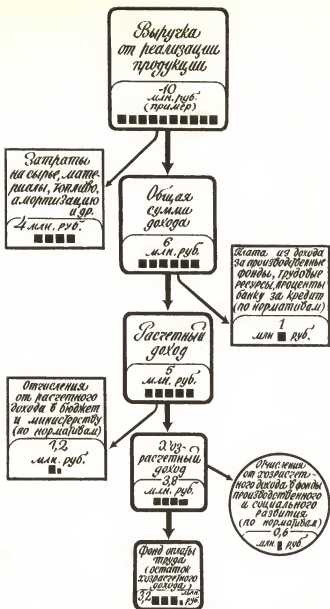 Выручка
от реализации
продукции
10
млн. руб.
(пример)
Затраты
на сырье, мате-
риалы, топливо,
амортизацию
и др.
4 млн. руб.
Общая
сумма
дохода
6
млн. руб.
Плата из дохода
за производственные
фонды, трудовые
ресурсы, проценты
банку за кредит
(по нормативам)
1
млн руб.
Расчетный
доход
5
млн. руб.
Отчисления
от расчетного
дохода в бюджет
и министерству
(по нормативам)
1,2
млн. руб.
Хоз-
расчетный
доход
3,8
млн. руб.
Отчисления
от хозрасчет-
ного дохода в фонды
производственного
и социального
развития
(по нормативам)
0,6
млн. руб.
Фонд оплаты
труда
(остаток
хозрасчетного
дохода)
3,2 млн. руб.